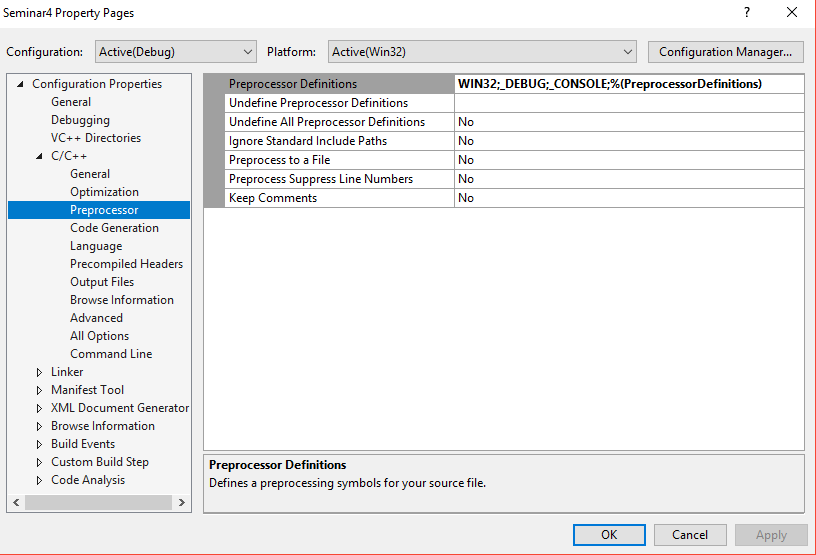 Seminar4 Property Pages
?
Configuration: Active(Debug) Platform: Active(Win32) Configuration Manager...
Configuration Properties
General
Debugging
VC++ Directories
C/C++
General
Optimization
Preprocessor
Code Generation
Language
Precompiled Headers
Output Files
Browse Information
Advanced
All Options
Command Line
Linker
Manifest Tool
XML Document Generator
Browse Information
Build Events
Custom Build Step
Code Analysis
Preprocessor Definitions WIN32;_DEBUG;_CONSOLE;%(PreprocessorDefinitions)
Undefine Preprocessor Definitions
Undefine All Preprocessor Definitions No
Ignore Standard Include Paths No
Preprocess to a File No
Preprocess Suppress Line Numbers No
Keep Comments No
Preprocessor Definitions
Defines a preprocessing symbols for your source file.
OK Cancel Apply